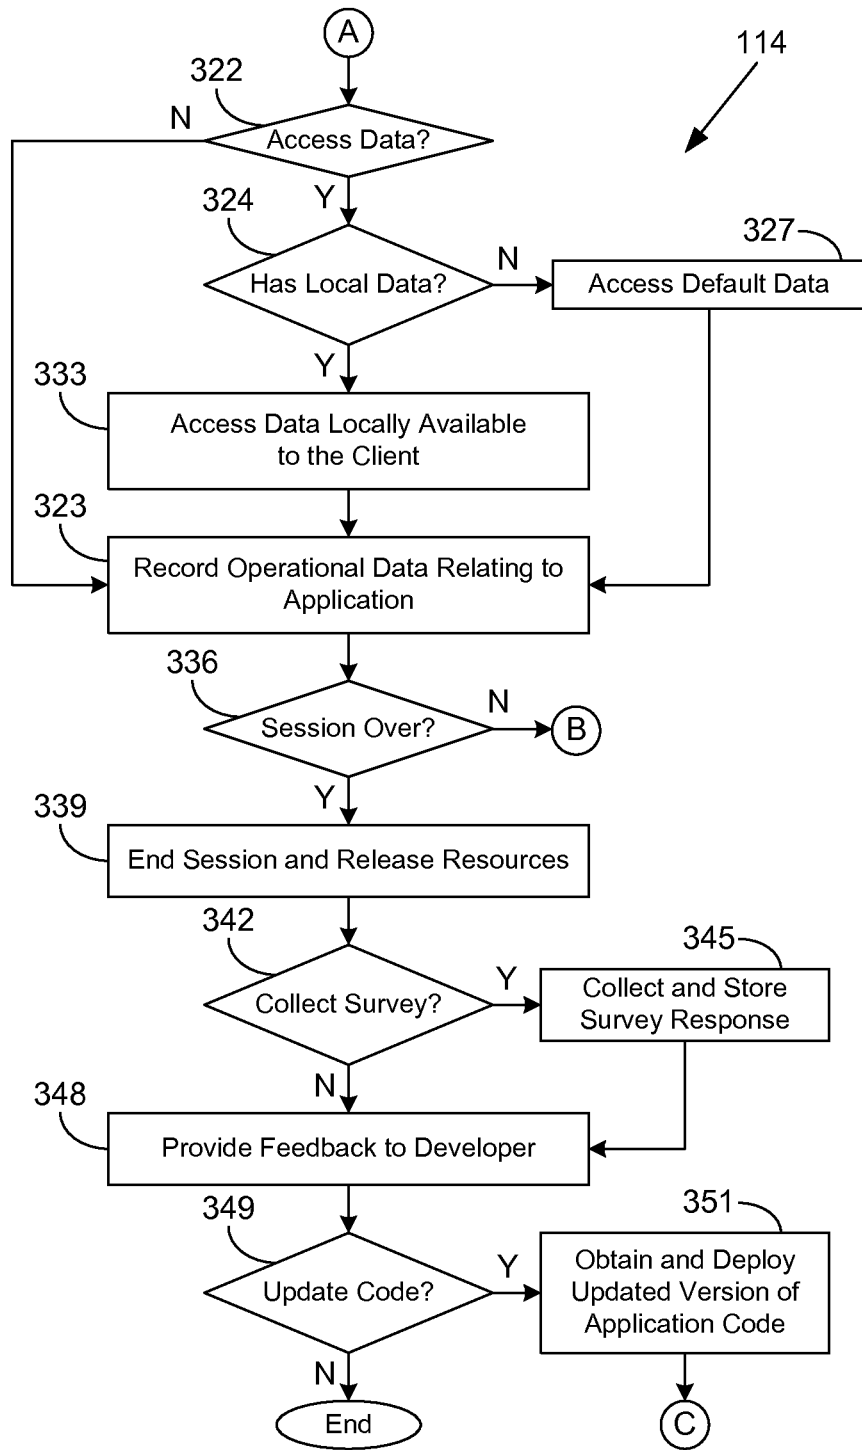 A
114
322
N
Access Data?
Y
324
327
Has Local Data?
N
Access Default Data
Y
333
Access Data Locally Available
to the Client
323
Record Operational Data Relating to
Application
336
Session Over?
N
B
Y
339
End Session and Release Resources
342
345
Collect Survey?
Y
Collect and Store
Survey Response
N
348
Provide Feedback to Developer
349
351
Update Code?
Y
Obtain and Deploy
Updated Version of
Application Code
N
End
C